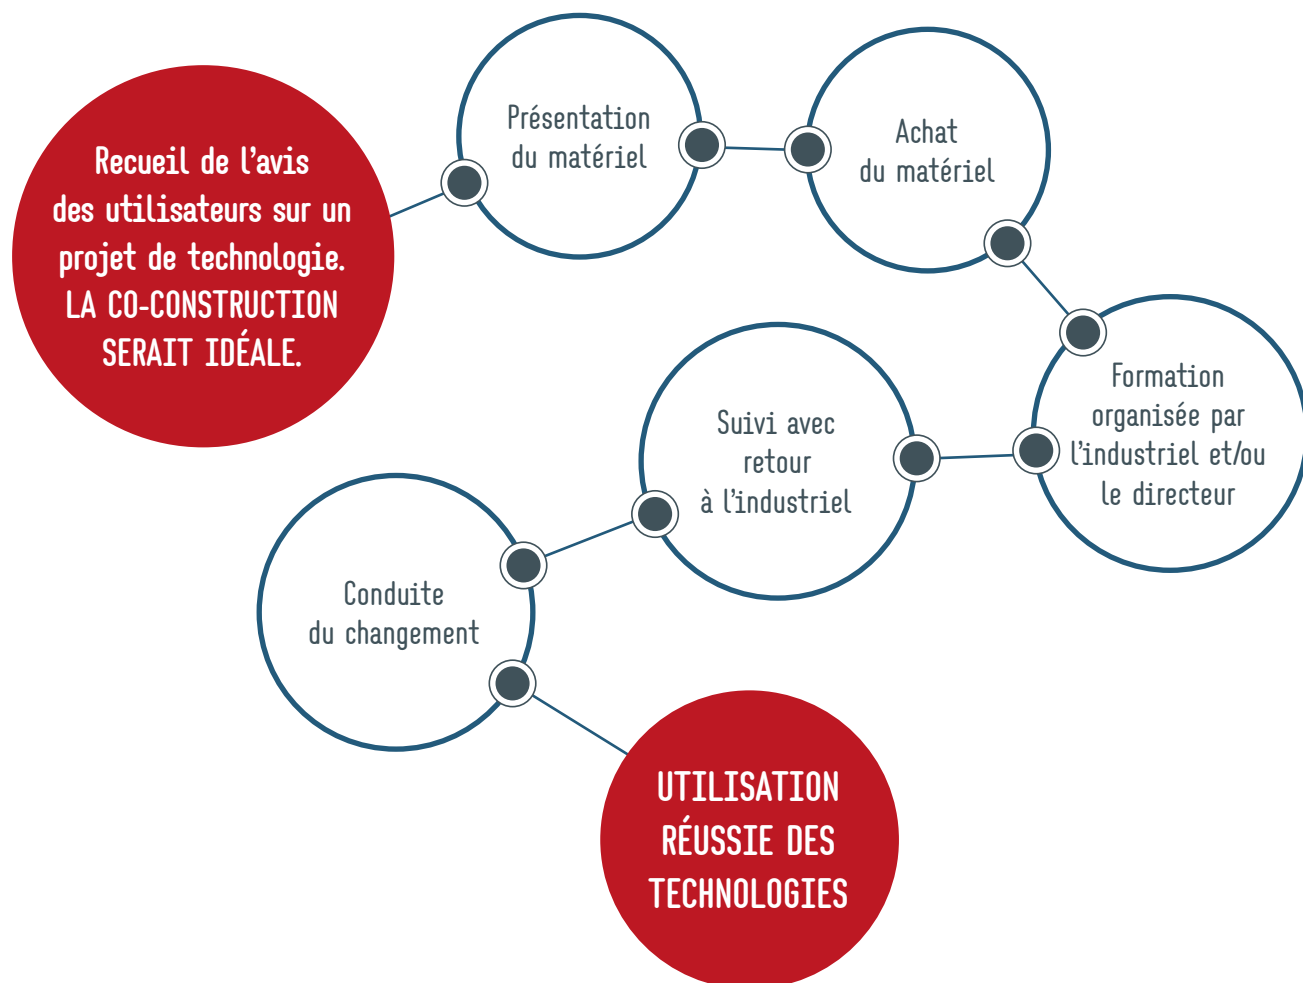 Recueil de l’avis
des utilisateurs sur un
projet de technologie.
LA CO-CONSTRUCTION
SERAIT IDÉALE.
Présentation
du matériel
Achat
du matériel
Formation
organisée par
l’industriel et/ou
le directeur
Suivi avec
retour
à l’industriel
Conduite
du changement
UTILISATION
RÉUSSIE DES
TECHNOLOGIES